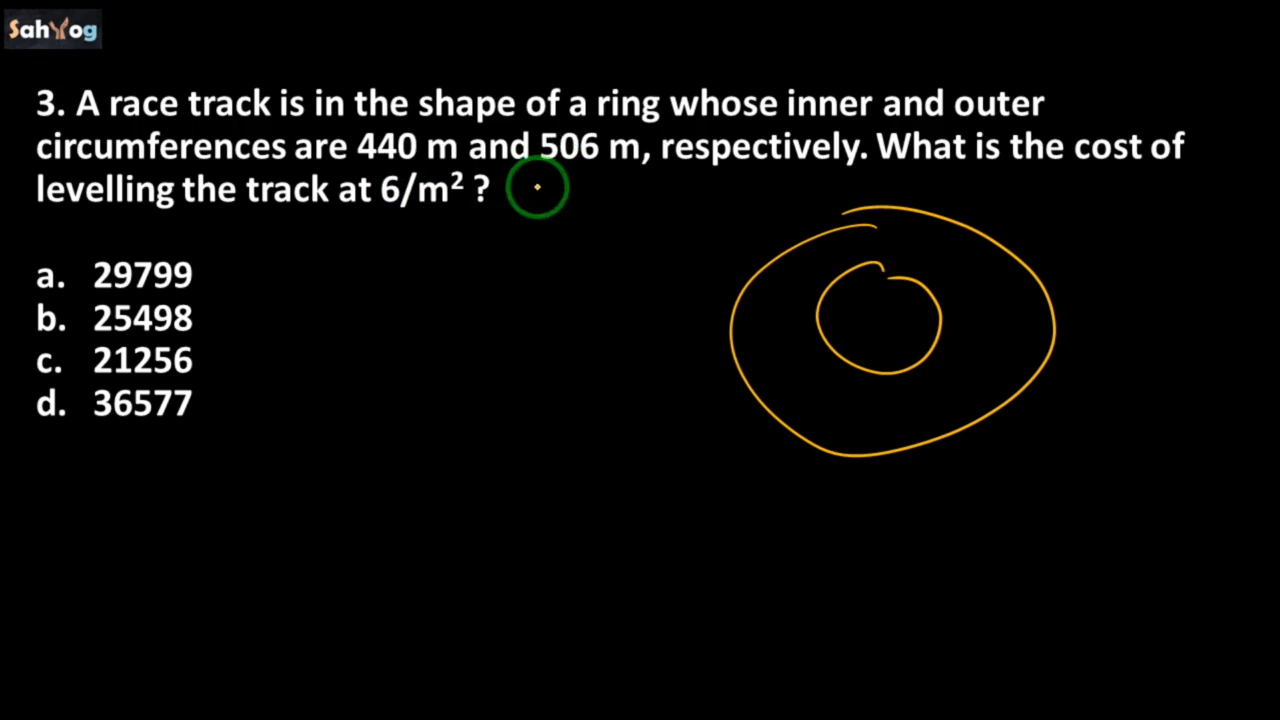 SahYog
3. A race track is in the shape of a ring whose inner and outer
circumferences are 440 m and 506 m, respectively. What is the cost of
levelling the track at 6/m² ?
a. 29799
b. 25498
c. 21256
d. 36577